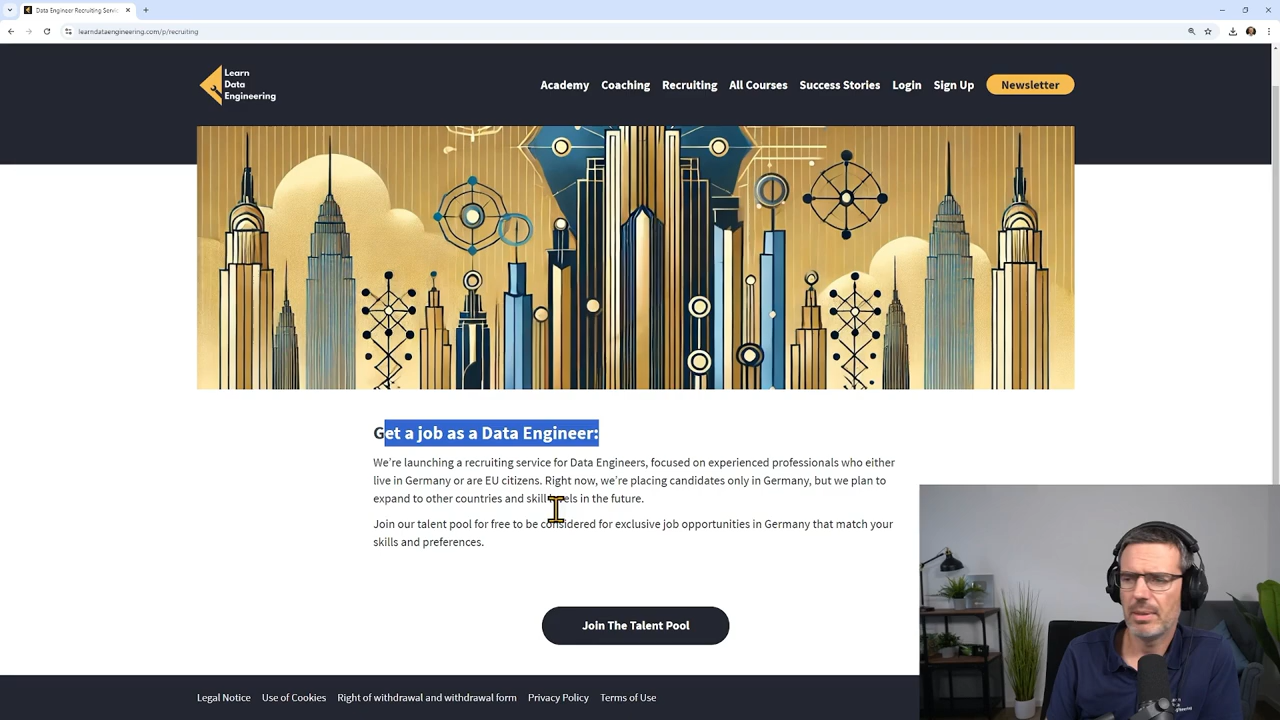 Data Engineer Recruiting Servi
learndataengineering.com/p/recruiting
Learn
Data
Engineering
Academy Coaching Recruiting All Courses Success Stories Login Sign Up Newsletter
Get a job as a Data Engineer:
We're launching a recruiting service for Data Engineers, focused on experienced professionals who either
live in Germany or are EU citizens. Right now, we're placing candidates only in Germany, but we plan to
expand to other countries and skill levels in the future.
Join our talent pool for free to be considered for exclusive job opportunities in Germany that match your
skills and preferences.
Join The Talent Pool
Legal Notice Use of Cookies Right of withdrawal and withdrawal form Privacy Policy Terms of Use